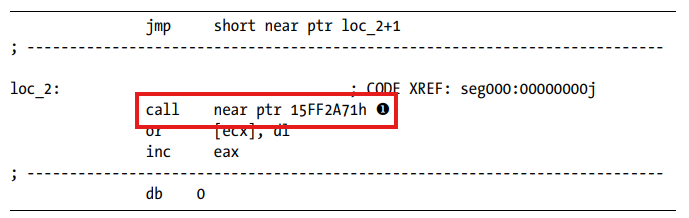 jmp short near ptr loc_2+1
; ---------------------------------------------------------------------------
loc_2: ; CODE XREF: seg000:00000000j
call near ptr 15FF2A71h ❶
or [ecx], dl
inc eax
; ---------------------------------------------------------------------------
db 0